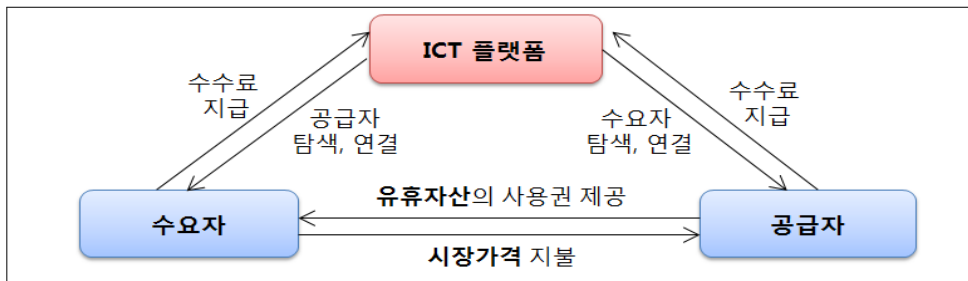 ICT 플랫폼
수수료
지급
공급자
탐색, 연결
수요자
탐색, 연결
수수료
지급
수요자
유휴자산의 사용권 제공
시장가격 지불
공급자